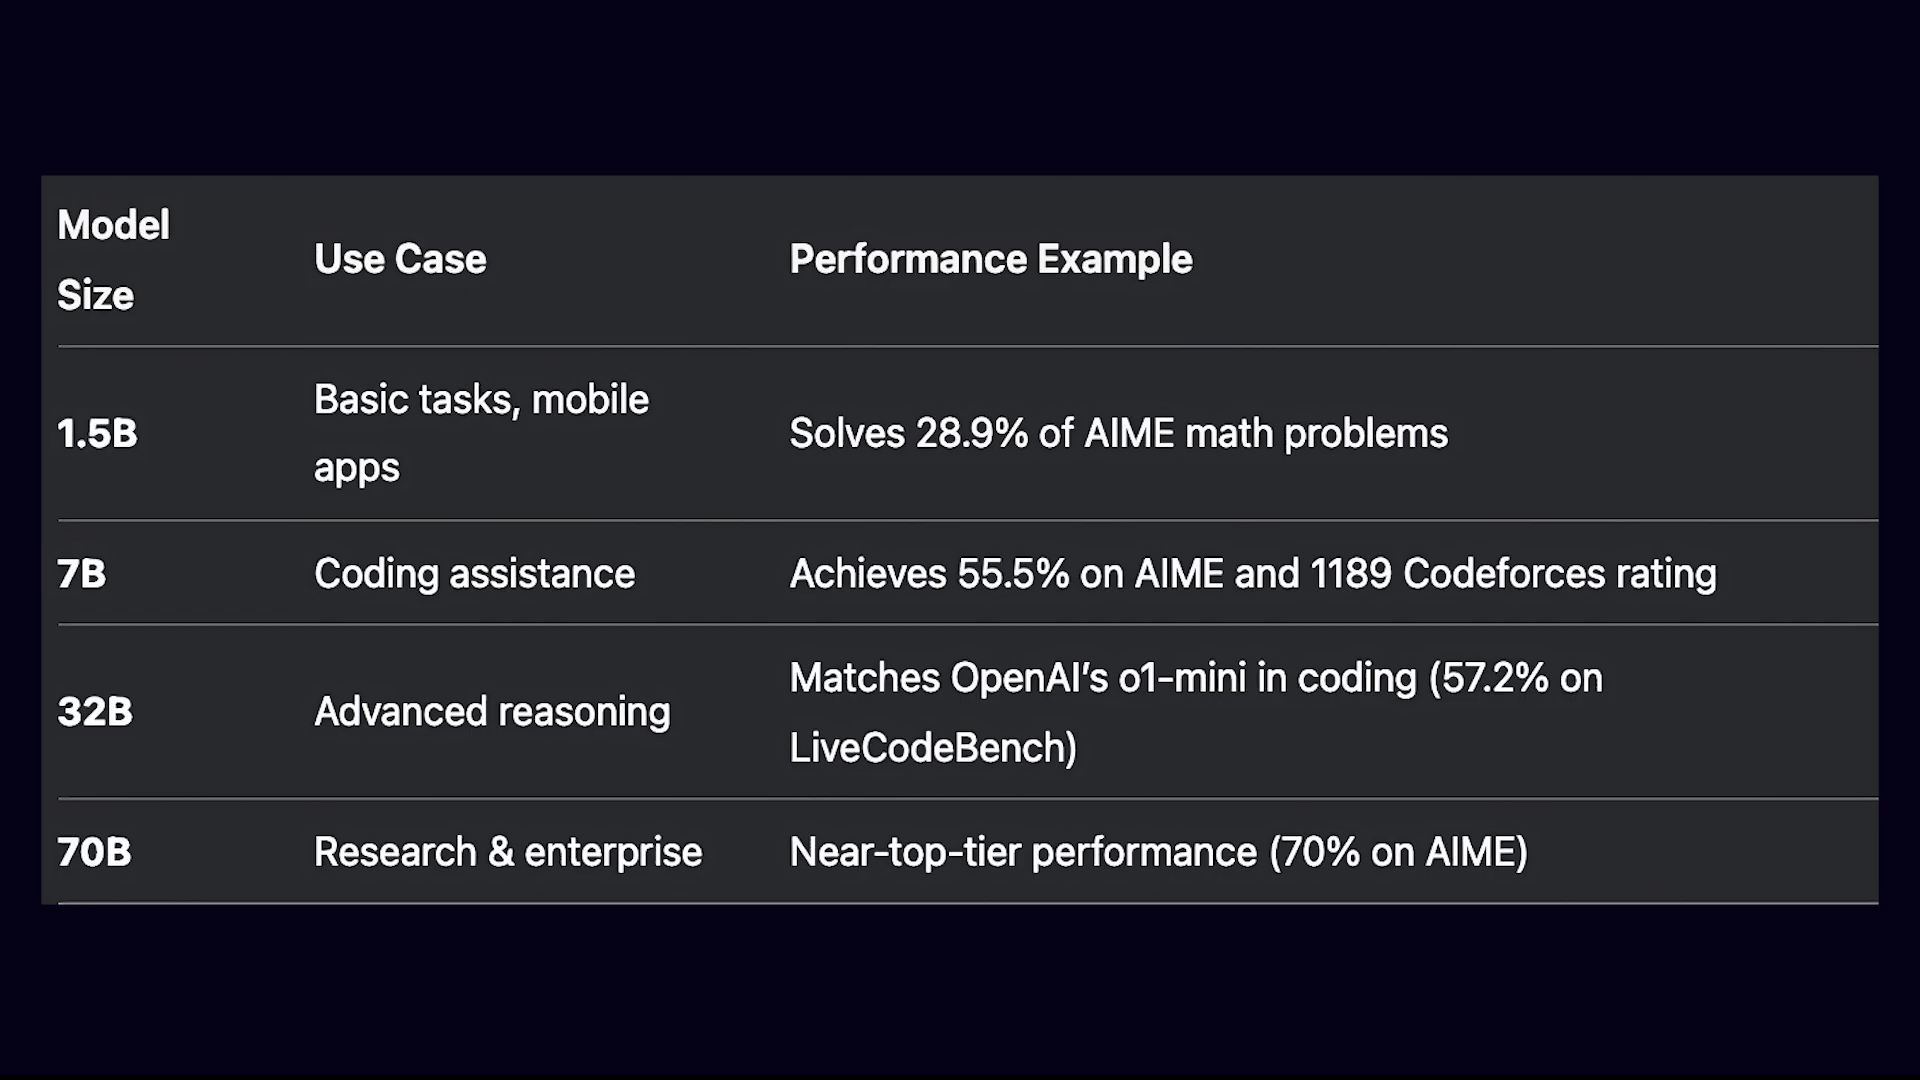 Model
Size
Use Case
Performance Example
1.5B
Basic tasks, mobile
apps
Solves 28.9% of AIME math problems
7B
Coding assistance
Achieves 55.5% on AIME and 1189 Codeforces rating
32B
Advanced reasoning
Matches OpenAI's o1-mini in coding (57.2% on
LiveCodeBench)
70B
Research & enterprise
Near-top-tier performance (70% on AIME)